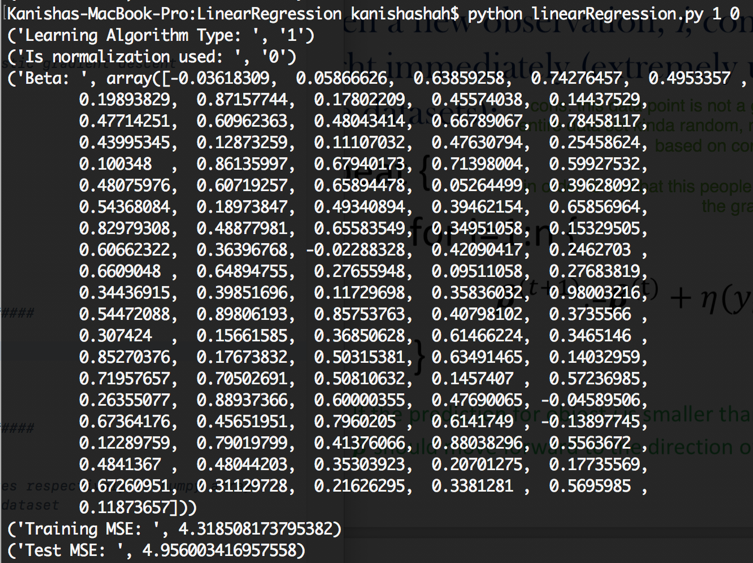 Kanishas-MacBook-Pro:LinearRegression kanishashah$ python linearRegression.py 1 0
('Learning Algorithm Type: ', '1')
('Is normalization used: ', '0')
('Beta:  ', array([-0.03618309,  0.05866626,  0.63859258,  0.74276457,  0.4953357 ,
0.19893829,  0.87157744,  0.17802209,  0.45574038,  0.14437529,
0.47714251,  0.60962363,  0.48043414,  0.66789067,  0.78458117,
0.43995345,  0.12873259,  0.11107032,  0.47630794,  0.25458624,
0.100348  ,  0.86135997,  0.67940173,  0.71398004,  0.59927532,
0.48075976,  0.60719257,  0.65894478,  0.05264499,  0.39628092,
0.54368084,  0.18973847,  0.49340894,  0.39462154,  0.65856964,
0.82979308,  0.48877981,  0.65583549,  0.34951058,  0.15329505,
0.60662322,  0.36396768, -0.02288328,  0.42090417,  0.2462703 ,
0.6609048 ,  0.64894755,  0.27655948,  0.09511058,  0.27683819,
0.34436915,  0.39851696,  0.11729698,  0.35836032,  0.98003216,
0.54472088,  0.89806193,  0.85753763,  0.40798102,  0.3735566 ,
0.307424  ,  0.15661585,  0.36850628,  0.61466224,  0.3465146 ,
0.85270376,  0.17673832,  0.50315381,  0.63491465,  0.14032959,
0.71957657,  0.70502691,  0.50810632,  0.1457407 ,  0.57236985,
0.26355077,  0.88937366,  0.60000355,  0.47690065, -0.04589506,
0.67564176,  0.45651951,  0.7960205 ,  0.6141749 , -0.13897745,
0.12289759,  0.79019799,  0.41376066,  0.88038296,  0.5563672 ,
0.4841367 ,  0.48044203,  0.35303923,  0.20701275,  0.17735569,
0.67260951,  0.31129728,  0.21626295,  0.3381281 ,  0.5695985 ,
0.11873657]))
('Training MSE: ', 4.318508173795382)
('Test MSE: ', 4.956003416957558)